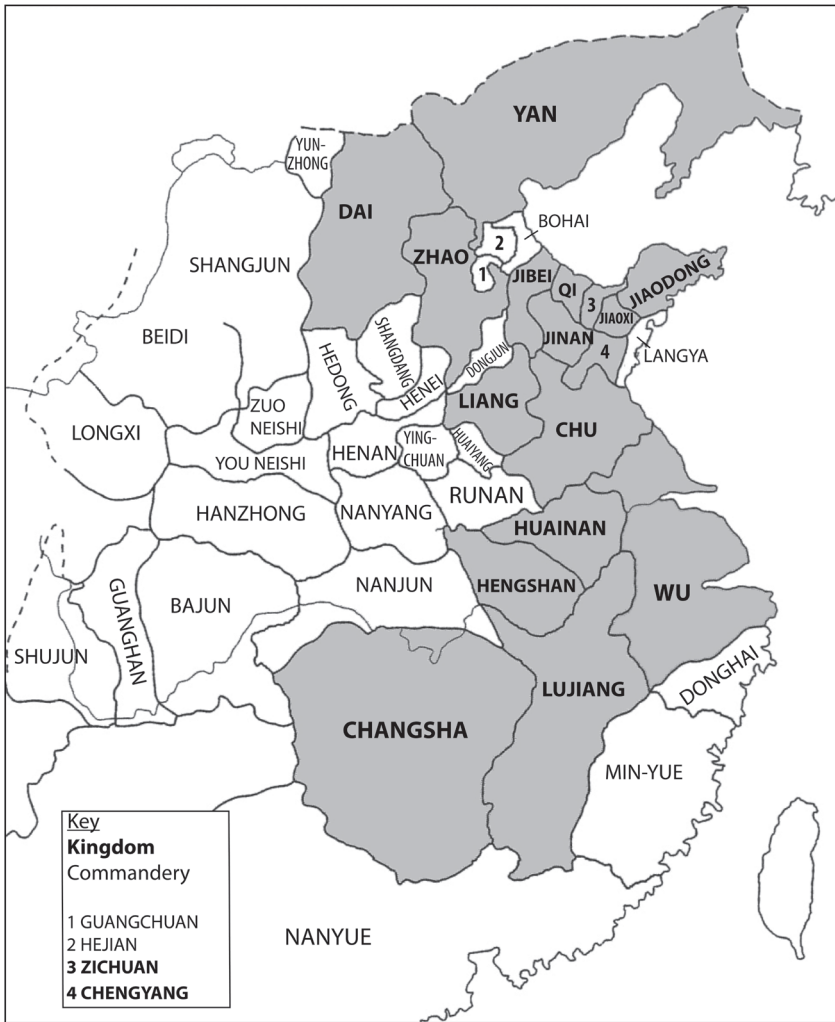 YAN
YUN-
ZHONG
DAI
BOHAI
2
ZHAO
SHANGJUN
1
JIBEI
QI
JIAODONG
3
JIAOXI
BEIDI
SHANGDANG
JINAN
4
LANGYA
HEDONG
DONGJUN
HENEI
LIANG
ZUO
NEISHI
LONGXI
CHU
YING-
CHUAN
HUAIYANG
HENAN
YOU NEISHI
RUNAN
HANZHONG
NANYANG
HUAINAN
HENGSHAN
NANJUN
WU
GUANGHAN
BAJUN
SHUJUN
DONGHAI
LUJIANG
CHANGSHA
MIN-YUE
Key
Kingdom
Commandery
1 GUANGCHUAN
2 HEJIAN
3 ZICHUAN
4 CHENGYANG
NANYUE